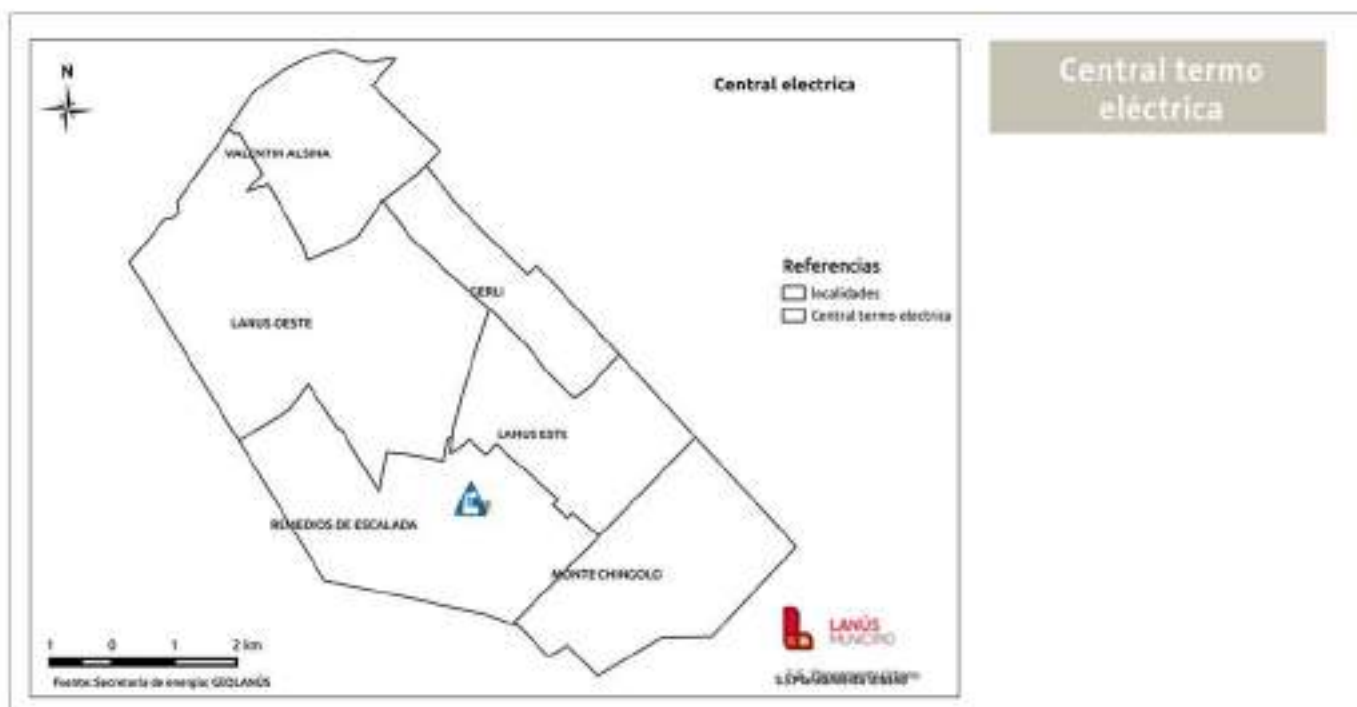 Central termo
eléctrica
Central electrica
N
VALENTIN ALSINA
GERLI
LANUS OESTE
LANUS ESTE
REMEDIOS DE ESCALADA
MONTE CHINGOLO
Referencias
localidades
Central termo electrica
1 0 1 2 km
Fuente: Secretaría de energía; GEOLANÚS
LANÚS
MUNICIPIO